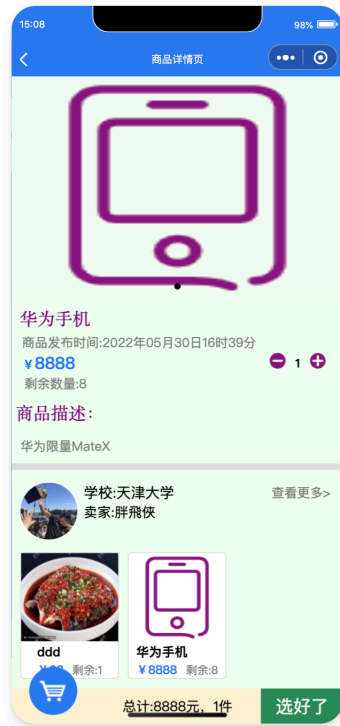 15:08
98%
商品详情页
华为手机
商品发布时间:2022年05月30日16时39分
￥8888
1
剩余数量:8
商品描述:
华为限量MateX
学校:天津大学
查看更多>
卖家:胖飛俠
ddd
剩余:1
华为手机
￥8888 剩余:8
总计:8888元，1件
选好了